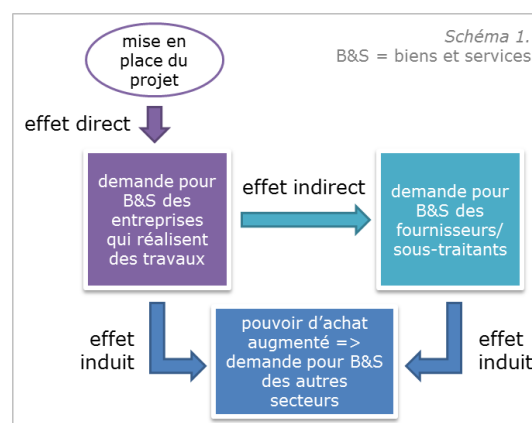 mise en
place du
projet
Schéma 1.
B&S = biens et services
effet direct
demande pour
B&S des
entreprises
qui réalisent
des travaux
effet indirect
demande pour
B&S des
fournisseurs/
sous-traitants
effet
induit
pouvoir d'achat
augmenté =>
demande pour B&S
des autres
secteurs
effet
induit